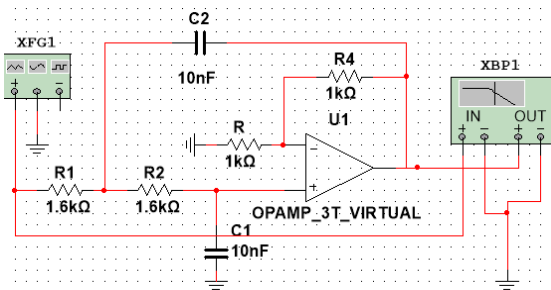 C2
XFG1
10nF
R4
XBP1
1kΩ
U1
IN OUT
R
1kΩ
R1
R2
1.6kΩ
1.6kΩ
OPAMP_3T_VIRTUAL
C1
10nF